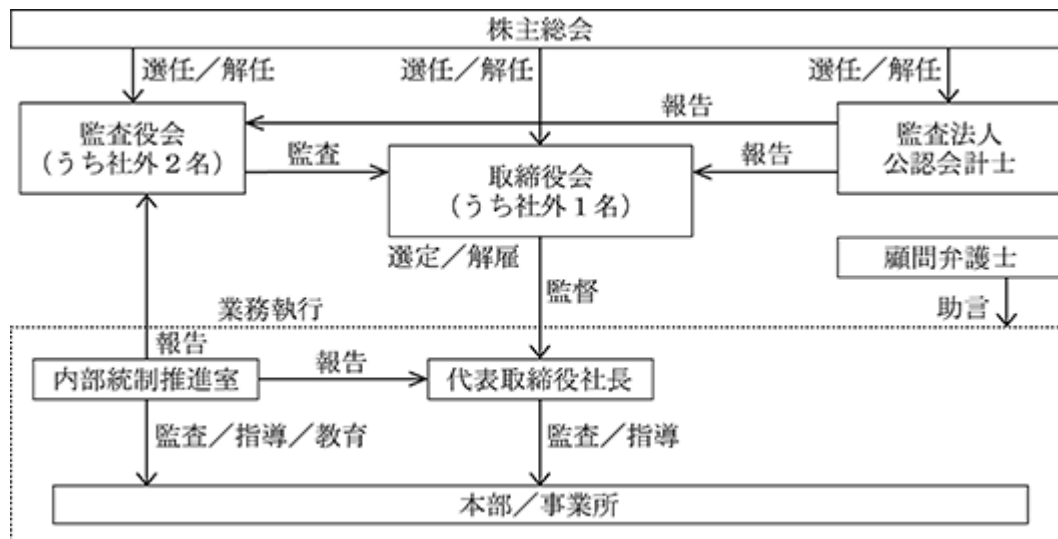 株主総会
選任／解任
選任／解任
選任／解任
報告
監査役会
（うち社外２名）
監査
取締役会
（うち社外１名）
報告
監査法人
公認会計士
選定／解雇
監督
顧問弁護士
助言
業務執行
報告
内部統制推進室
報告
代表取締役社長
監査／指導／教育
監査／指導
本部／事業所